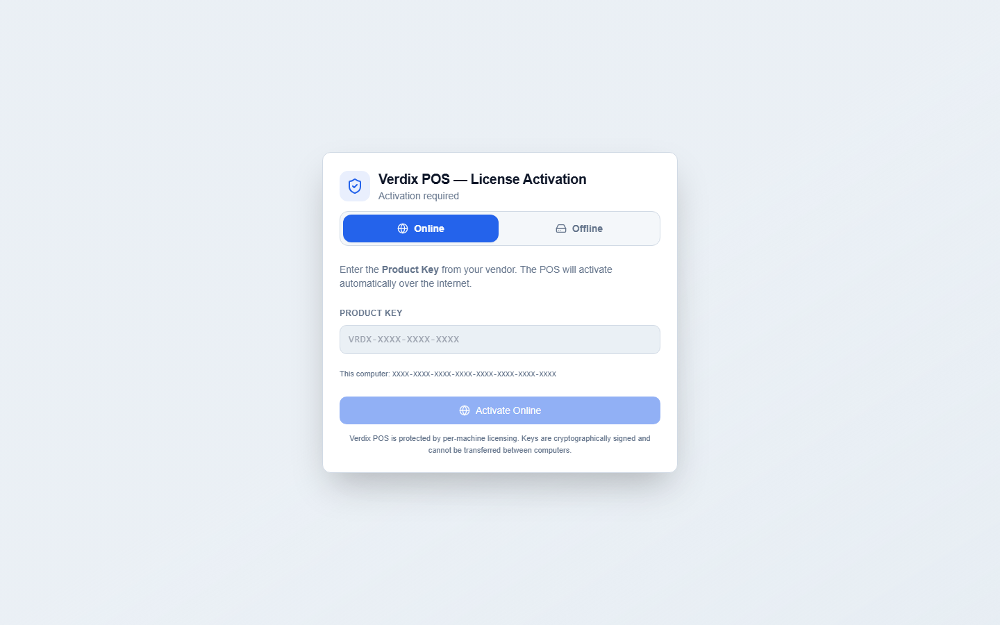 Verdix POS — License Activation
Activation required
Online
Offline
Enter the Product Key from your vendor. The POS will activate
automatically over the internet.
PRODUCT KEY
VRDX-XXXX-XXXX-XXXX
This computer: XXXX-XXXX-XXXX-XXXX-XXXX-XXXX-XXXX-XXXX
Activate Online
Verdix POS is protected by per-machine licensing. Keys are cryptographically signed and
cannot be transferred between computers.